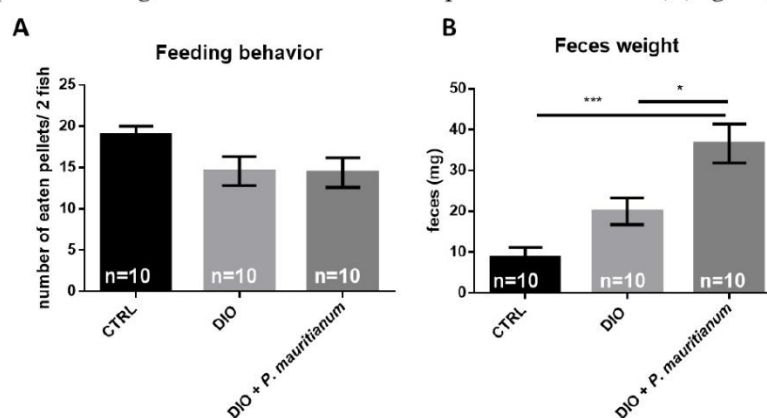 A
Feeding behavior
number of eaten pellets/ 2 fish
25
20
15
10
5
0
n=10
n=10
n=10
CTRL
DIO
DIO + P. mauritianum
B
Feces weight
feces (mg)
50
40
30
20
10
0
***
*
n=10
n=10
n=10
CTRL
DIO
DIO + P. mauritianum